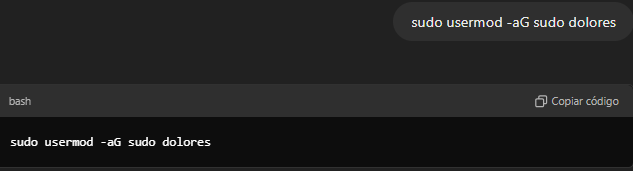 sudo usermod -aG sudo dolores
bash
Copiar código
sudo usermod -aG sudo dolores